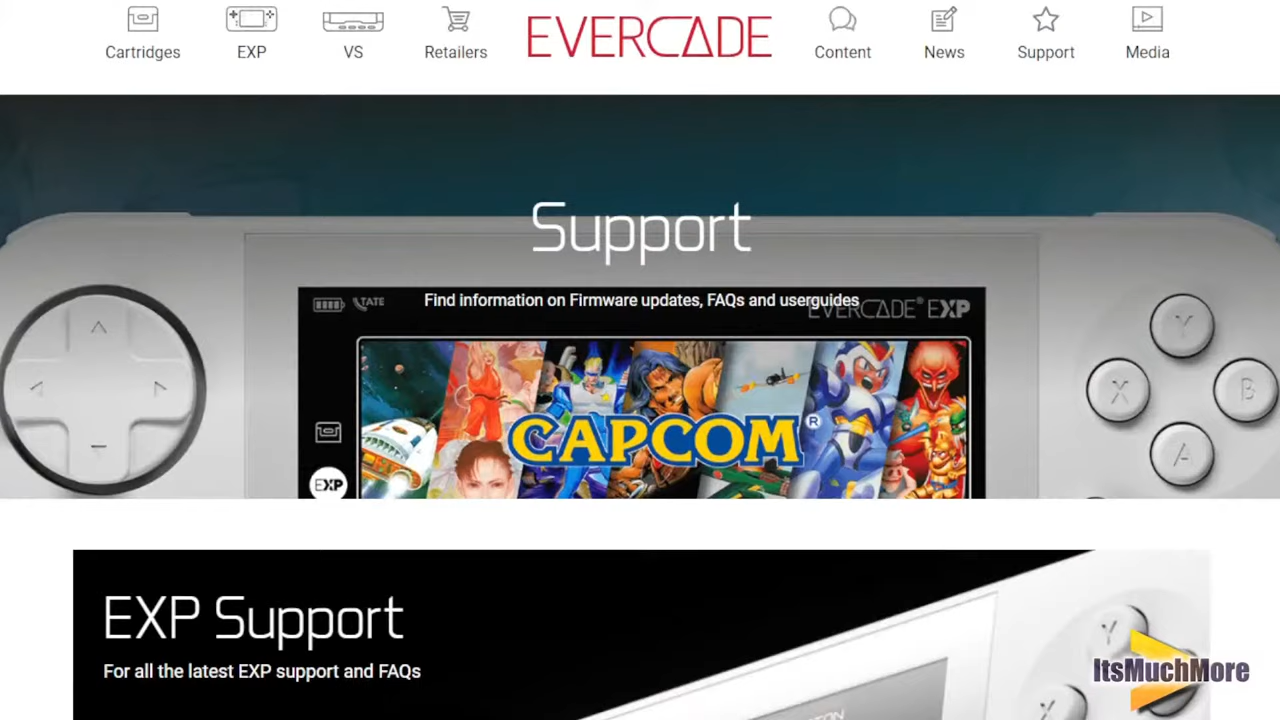 Cartridges
EXP
VS
Retailers
EVERCADE
Content
News
Support
Media
Support
TATE
Find information on Firmware updates, FAQs and userguides
EVERCADE® EXP
CAPCOM®
EXP
Y
X
B
A
EXP Support
For all the latest EXP support and FAQs
Y
X
ItsMuchMore